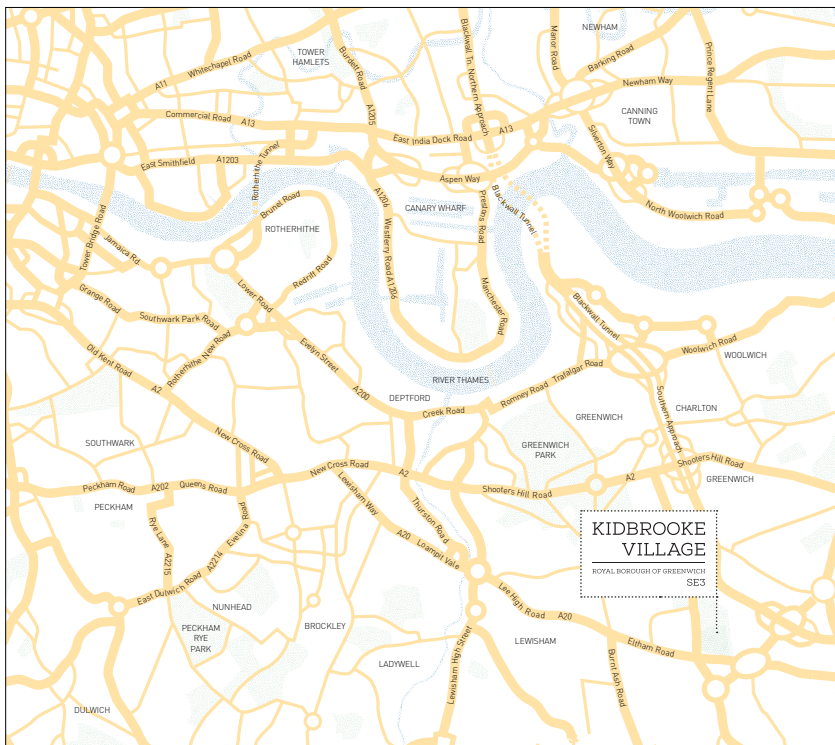 NEWHAM
TOWER
HAMLETS
A11
Whitechapel Road
Burdett Road
A1205
Blackwall Tn. Northern Approach
Manor Road
Barking Road
Prince Regent Lane
Newham Way
CANNING
TOWN
Commercial Road
A13
East India Dock Road
A13
Silverton Way
East Smithfield
A1203
Rotherhithe Tunnel
Aspen Way
A1206
CANARY WHARF
Prestons Road
Blackwall Tunnel
North Woolwich Road
Tower Bridge Road
Jamaica Rd.
Brunel Road
ROTHERHITHE
Redriff Road
Westferry Road A1206
Manchester Road
Grange Road
Southwark Park Road
Lower Road
Rotherhithe New Road
Old Kent Road
A2
Evelyn Street
A200
Blackwall Tunnel
Southern Approach
Woolwich Road
WOOLWICH
RIVER THAMES
DEPTFORD
Creek Road
Romney Road
Trafalgar Road
GREENWICH
CHARLTON
SOUTHWARK
New Cross Road
GREENWICH
PARK
New Cross Road
A2
Shooters Hill Road
A2
Shooters Hill Road
GREENWICH
Peckham Road
A202
Queens Road
PECKHAM
Rye Lane
A2215
Evelina Road
A2214
East Dulwich Road
Lewisham Way
A20
Loampit Vale
Thurston Road
KIDBROOKE
VILLAGE
ROYAL BOROUGH OF GREENWICH
SE3
NUNHEAD
PECKHAM
RYE
PARK
BROCKLEY
LADYWELL
Lewisham High Street
Lee High Road
A20
LEWISHAM
Burnt Ash Road
Eltham Road
DULWICH